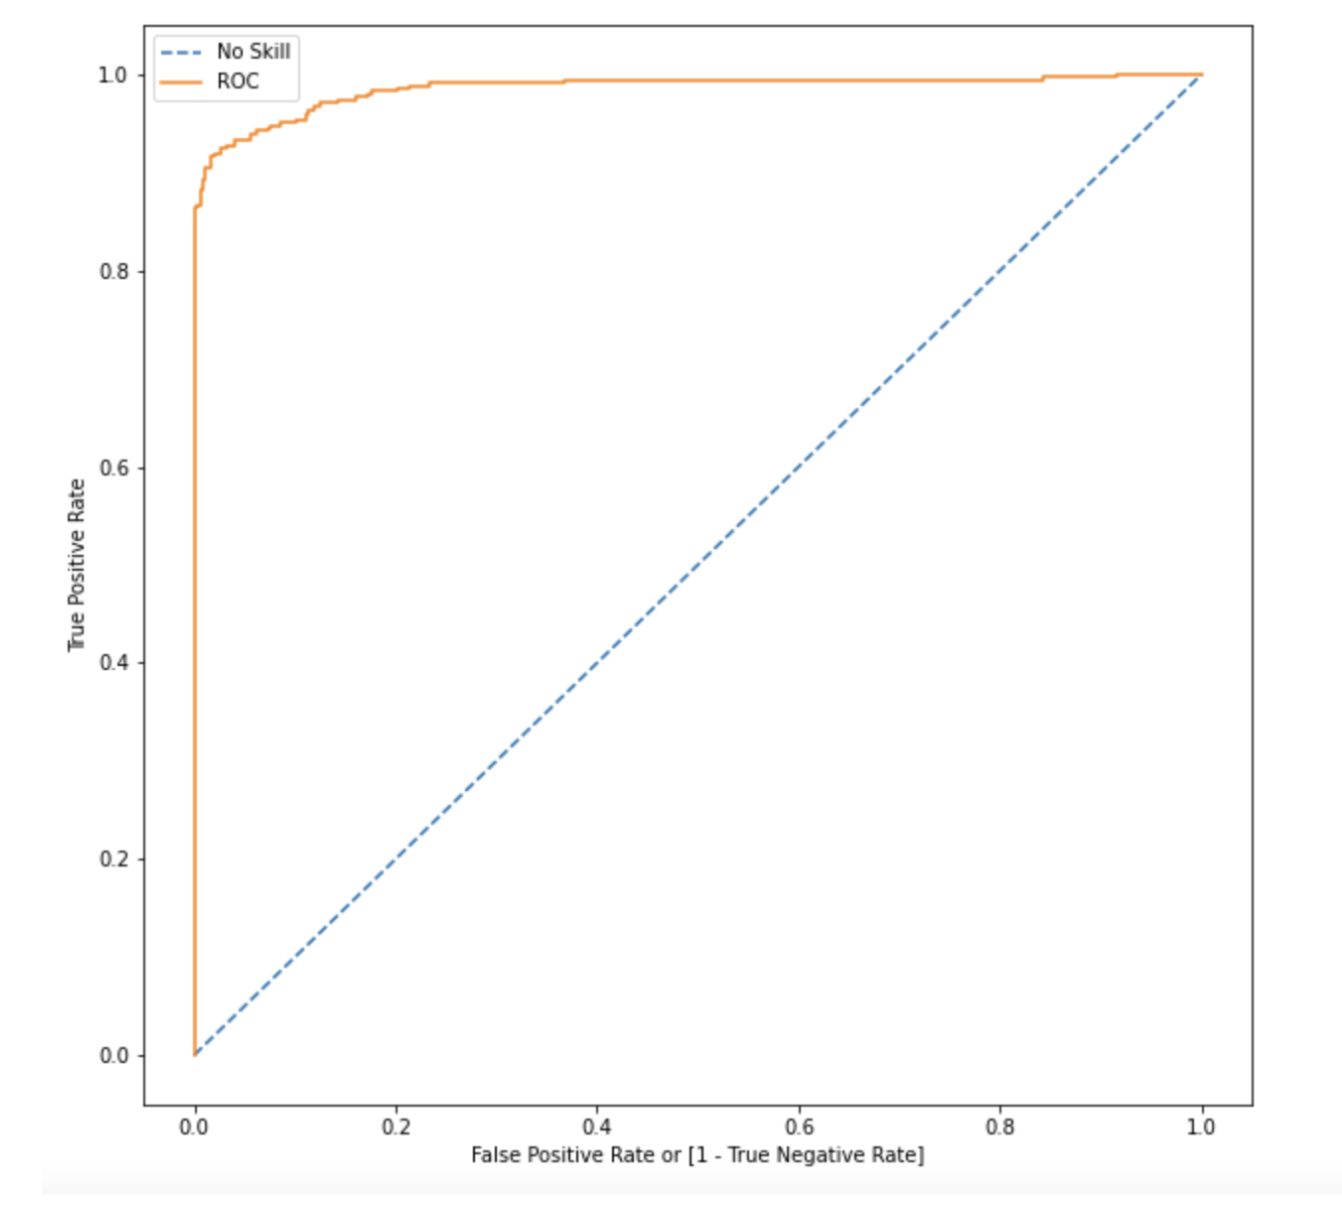 No Skill
ROC
1.0
0.8
0.6
0.4
0.2
0.0
True Positive Rate
0.0 0.2 0.4 0.6 0.8 1.0
False Positive Rate or [1 - True Negative Rate]